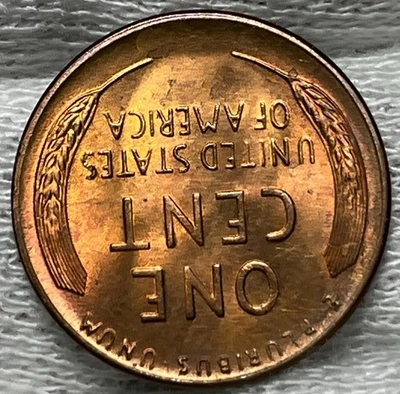 E · PLURIBUS · UNUM
ONE
CENT
UNITED STATES
OF AMERICA